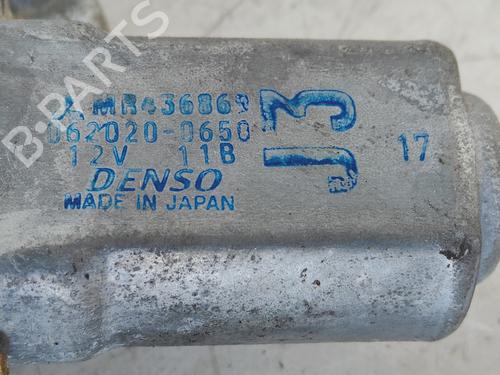 MR436869
062020-0650
12V 11B
DENSO
MADE IN JAPAN
J3
17
B-PARTS